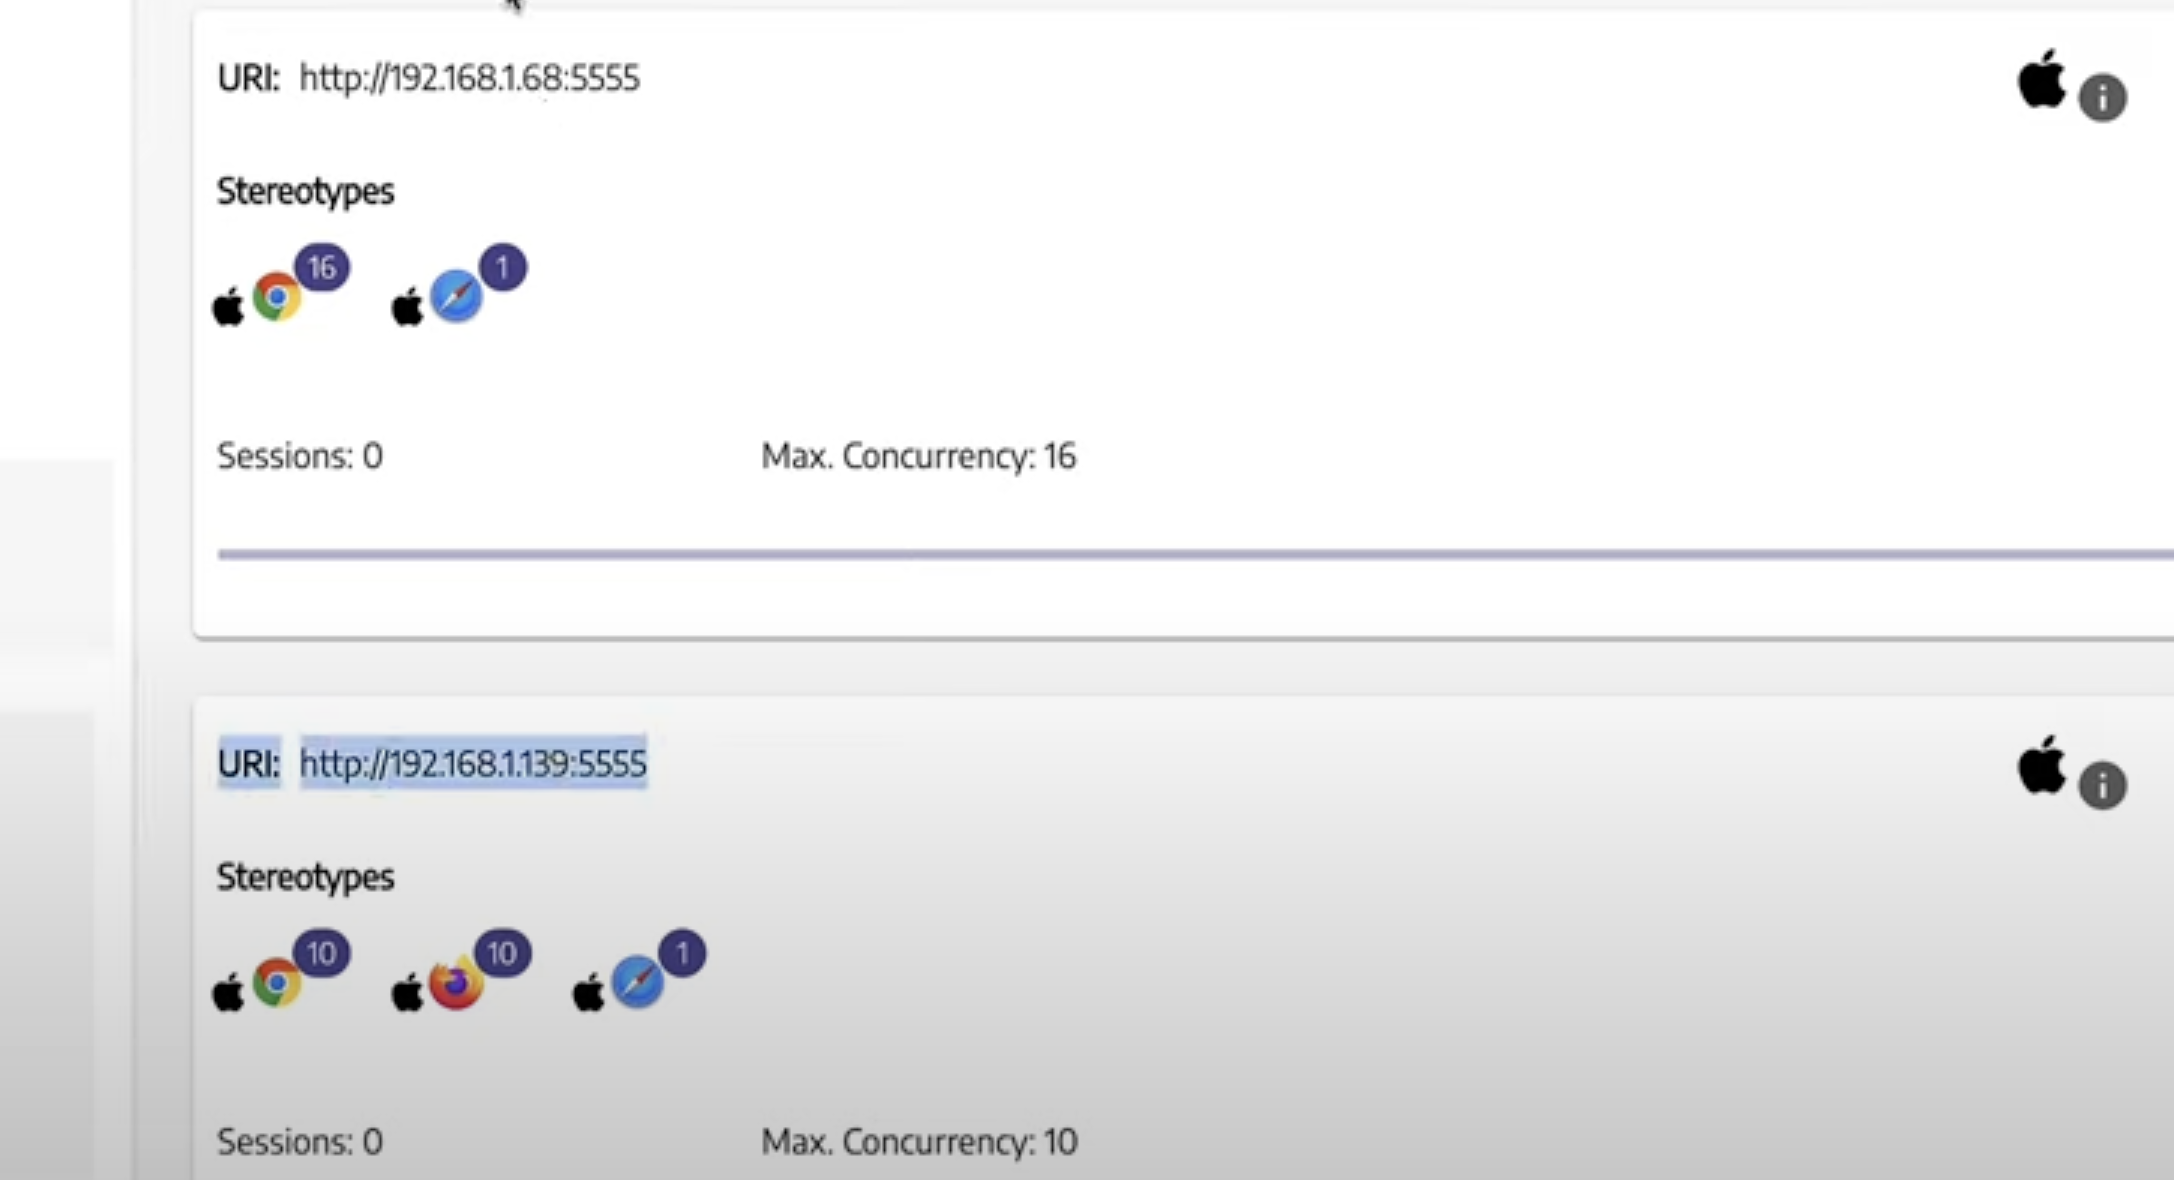 URI: http://192.168.1.68:5555
i
Stereotypes
16 1
Sessions: 0 Max. Concurrency: 16
URI: http://192.168.1.139:5555
i
Stereotypes
10 10 1
Sessions: 0 Max. Concurrency: 10